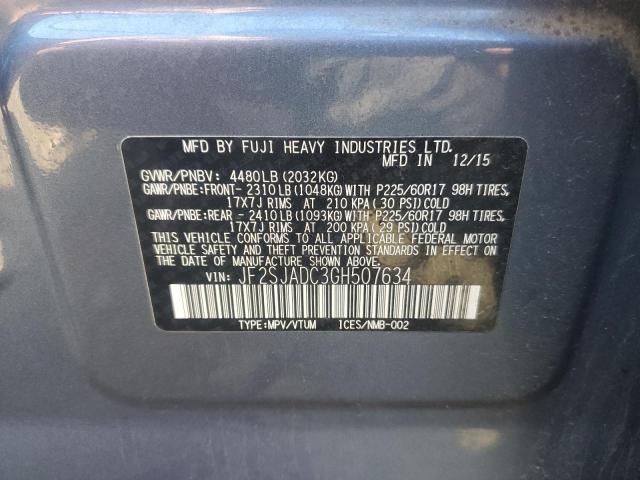 MFD BY FUJI HEAVY INDUSTRIES LTD.
MFD.IN 12/15
GVWR/PNBV: 4480LB (2032KG)
GAWR/PNBE:FRONT- 2310LB (1048KG) WITH P225/60R17 98H TIRES,
17X7J RIMS AT 210 KPA (30 PSI) COLD
GAWR/PNBE:REAR - 2410LB (1093KG) WITH P225/60R17 98H TIRES,
17X7J RIMS AT 200 KPA (29 PSI) COLD
THIS VEHICLE CONFORMS TO ALL APPLICABLE FEDERAL MOTOR
VEHICLE SAFETY AND THEFT PREVENTION STANDARDS IN EFFECT ON
THE DATE OF MANUFACTURE SHOWN ABOVE.
VIN: JF2SJADC3GH507634
TYPE:MPV/VTUM ICES/NMB-002